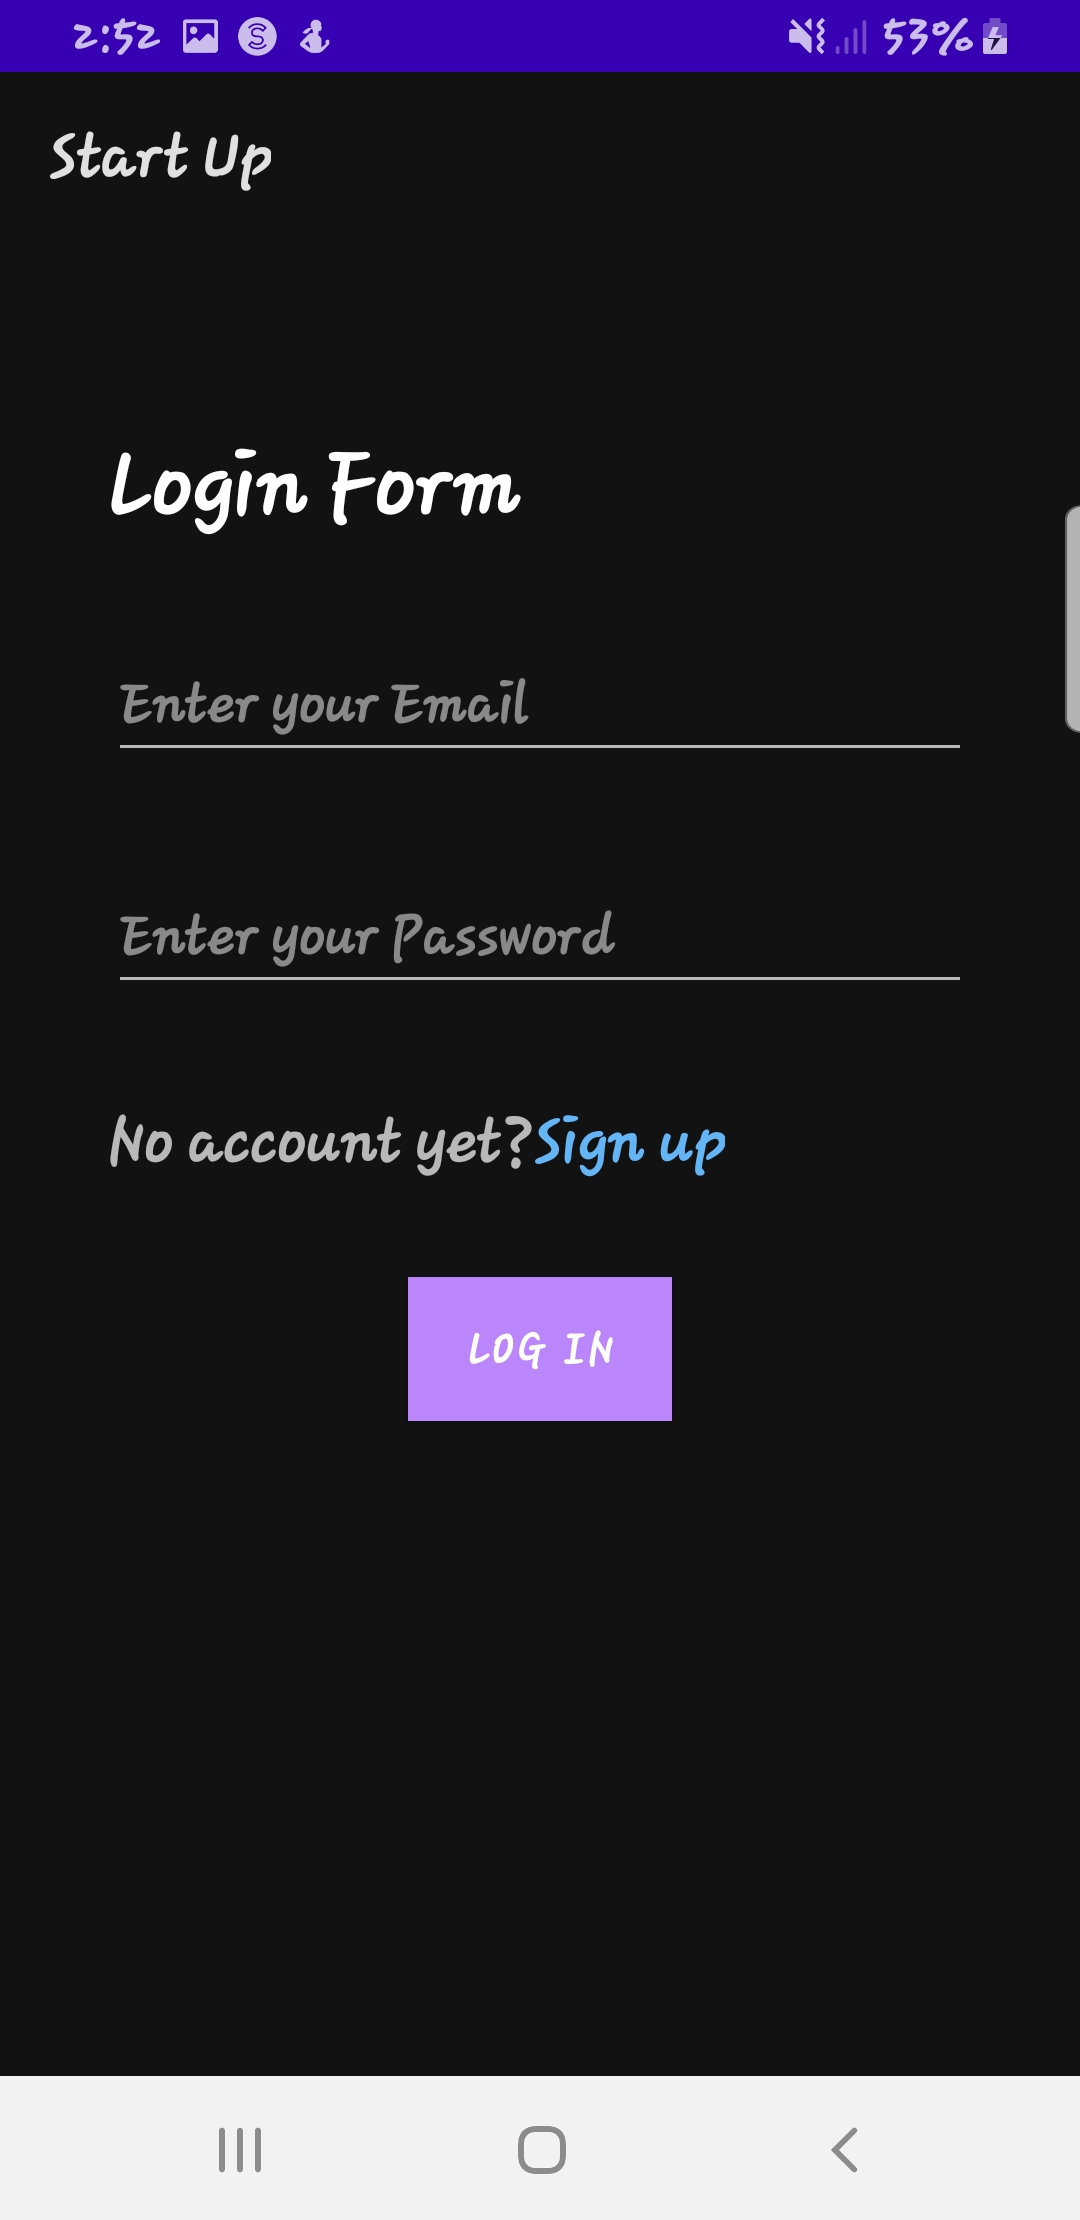 2:52 53%
Start Up
Login Form
Enter your Email
Enter your Password
No account yet?Sign up
LOG IN